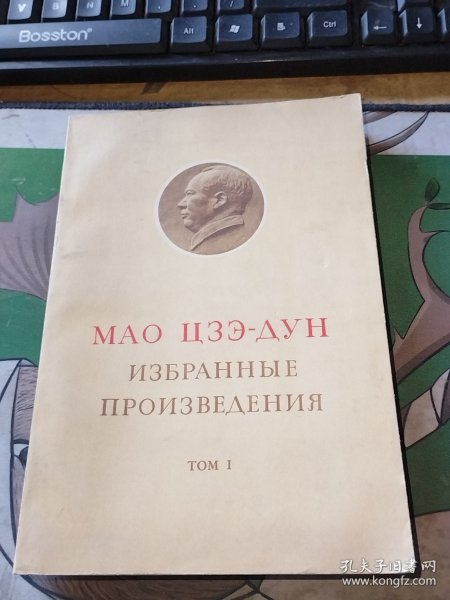 Bosston
V
B
N
M
Alt
Ctrl
МАО ЦЗЭ-ДУН
ИЗБРАННЫЕ
ПРОИЗВЕДЕНИЯ
ТОМ I
孔夫子旧书网
www.kongfz.com